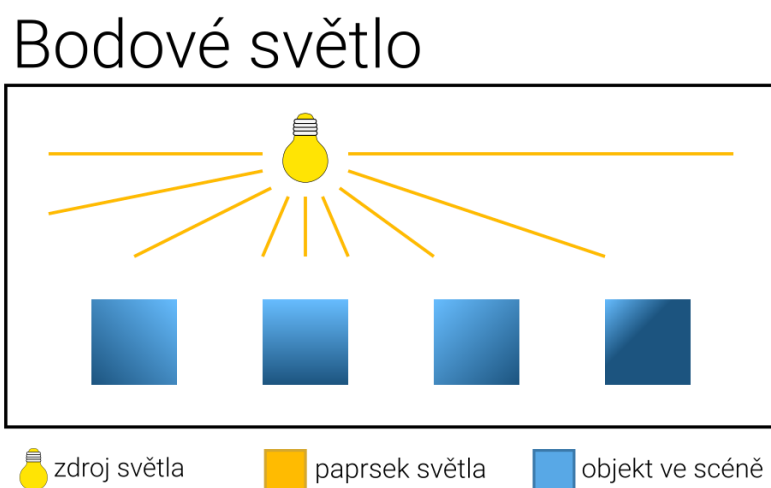 Bodové světlo
zdroj světla
paprsek světla
objekt ve scéně